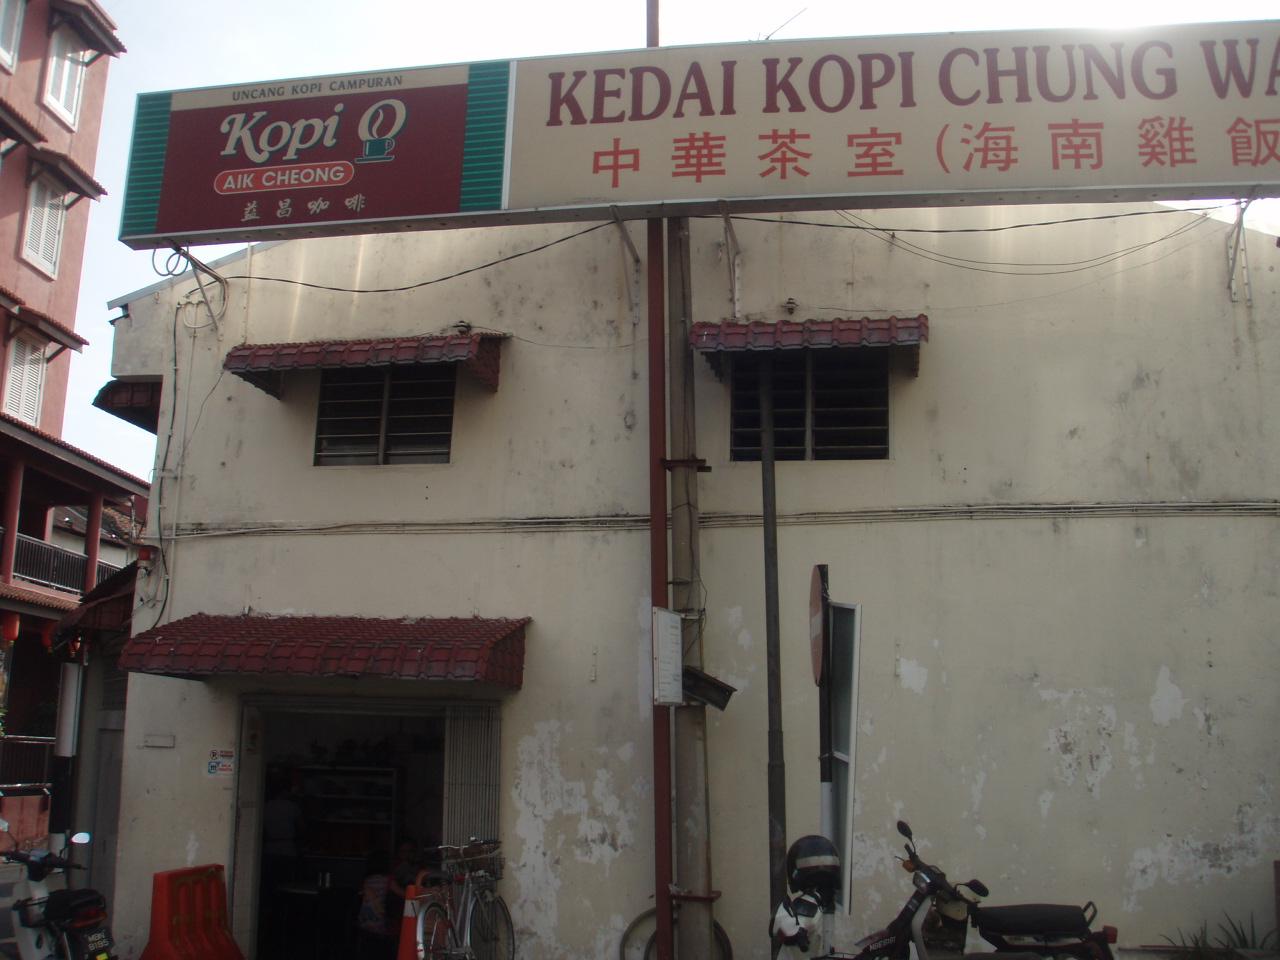 UNCANG KOPI CAMPURAN
Kopi O
AIK CHEONG
益昌咖啡
KEDAI KOPI CHUNG WA
中華茶室(海南雞飯